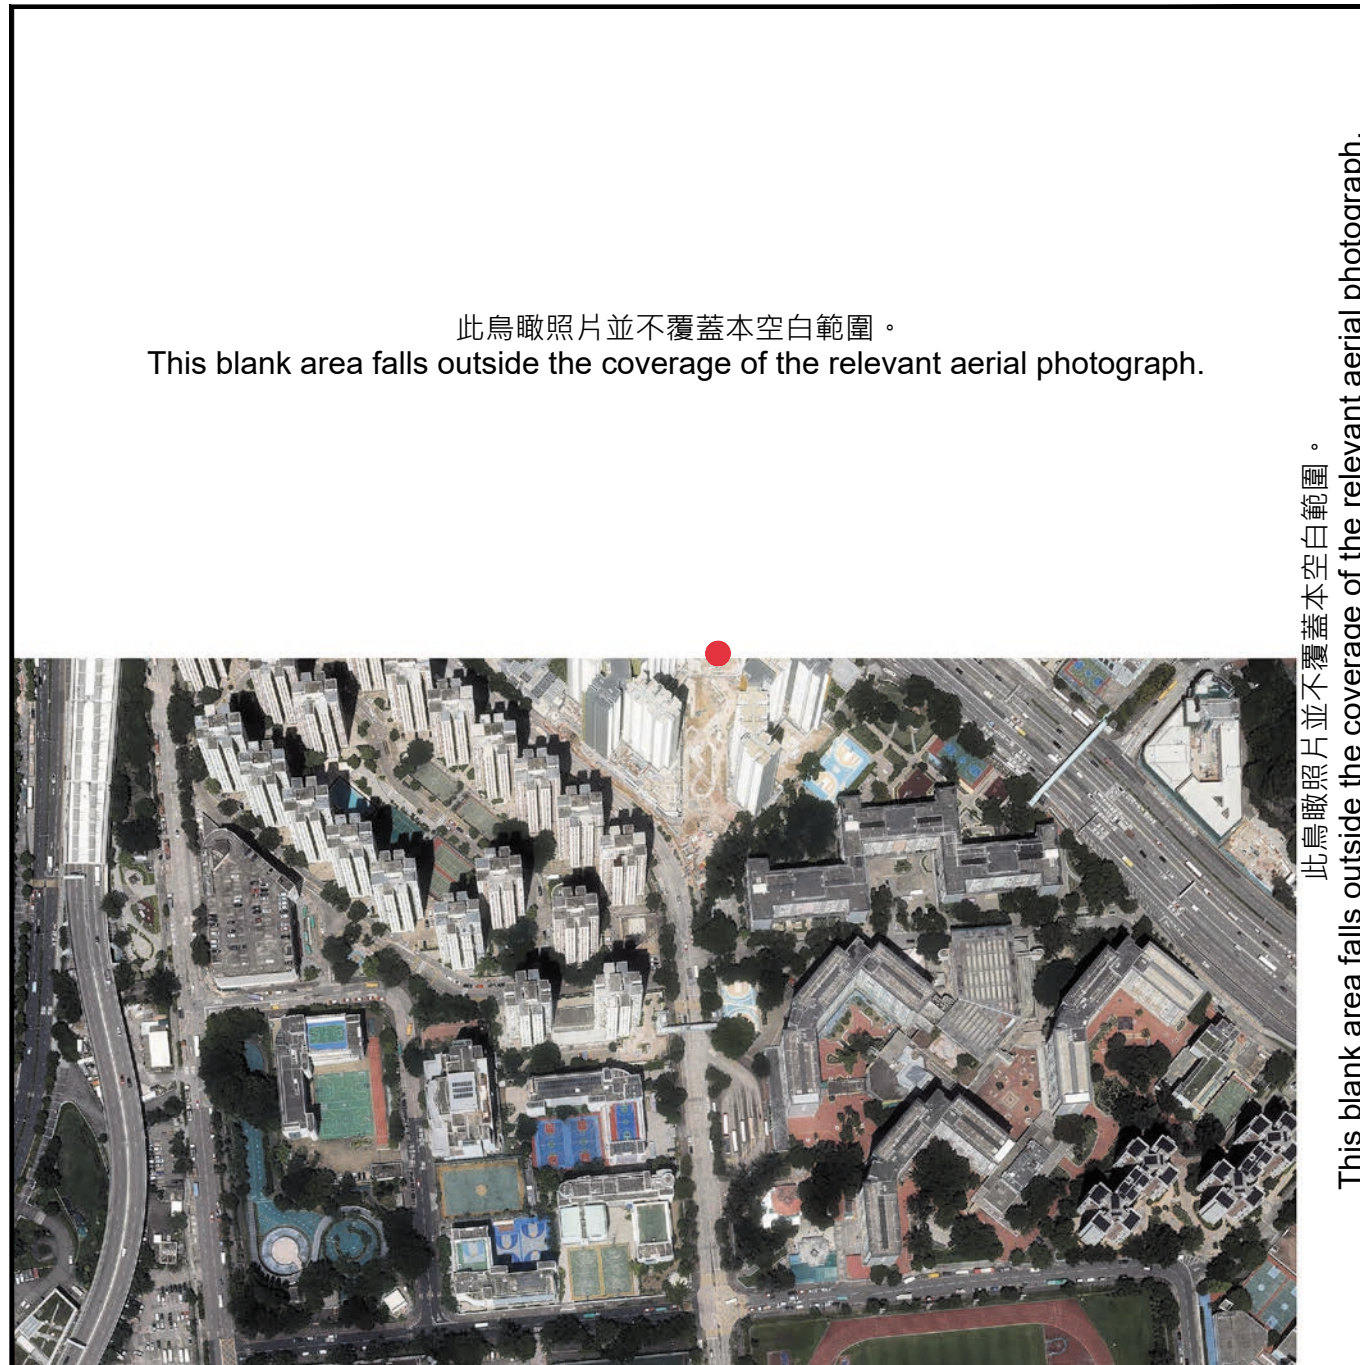 此鳥瞰照片並不覆蓋本空白範圍。
This blank area falls outside the coverage of the relevant aerial photograph.
此鳥瞰照片並不覆蓋本空白範圍。
This blank area falls outside the coverage of the relevant aerial photograph.